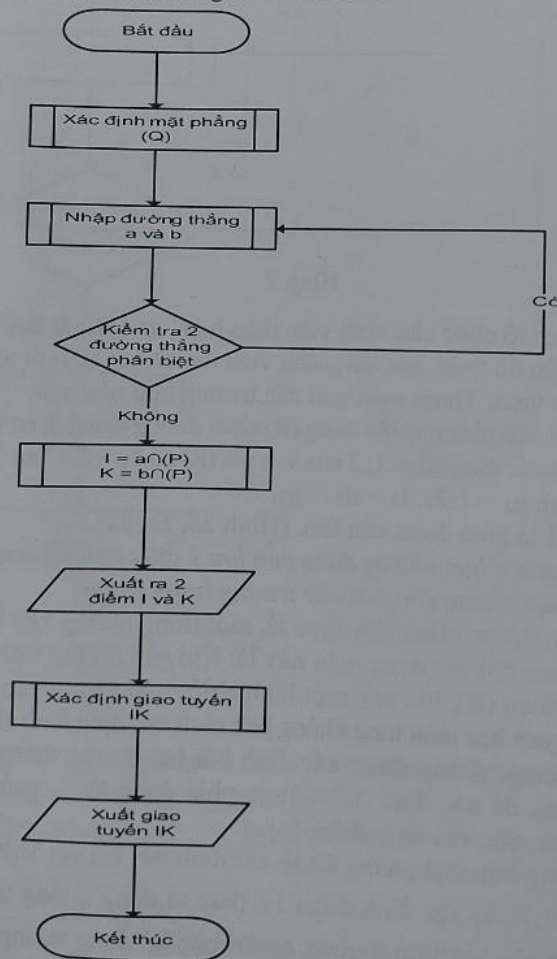 Bắt đầu
Xác định mặt phẳng
(Q)
Nhập đường thẳng
a và b
Có
Kiểm tra 2
đường thẳng
phân biệt
Không
I = a∩(P)
K = b∩(P)
Xuất ra 2
điểm I và K
Xác định giao tuyến
IK
Xuất giao
tuyến IK
Kết thúc